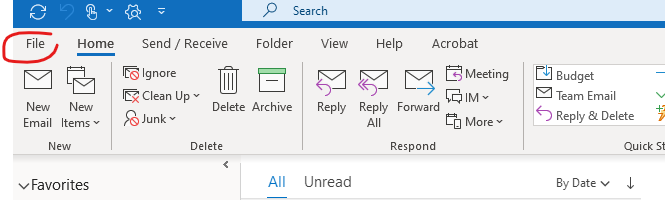 Search
File Home Send / Receive Folder View Help Acrobat
New Email
New Items
Ignore
Clean Up
Junk
Delete
Archive
Reply
Reply All
Forward
Meeting
IM
More
Budget
Team Email
Reply & Delete
New Delete Respond Quick St
Favorites
All Unread By Date